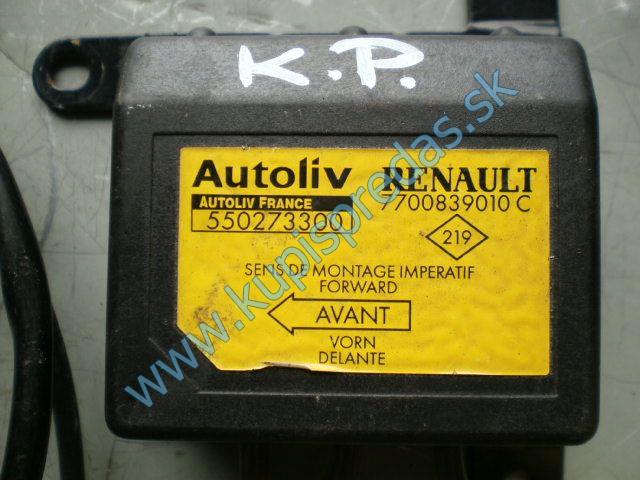 K.P.
Autoliv RENAULT
AUTOLIV FRANCE 7700839010 C
550273300
219
SENS DE MONTAGE IMPERATIF
FORWARD
AVANT
VORN
DELANTE
www.kupispredas.sk